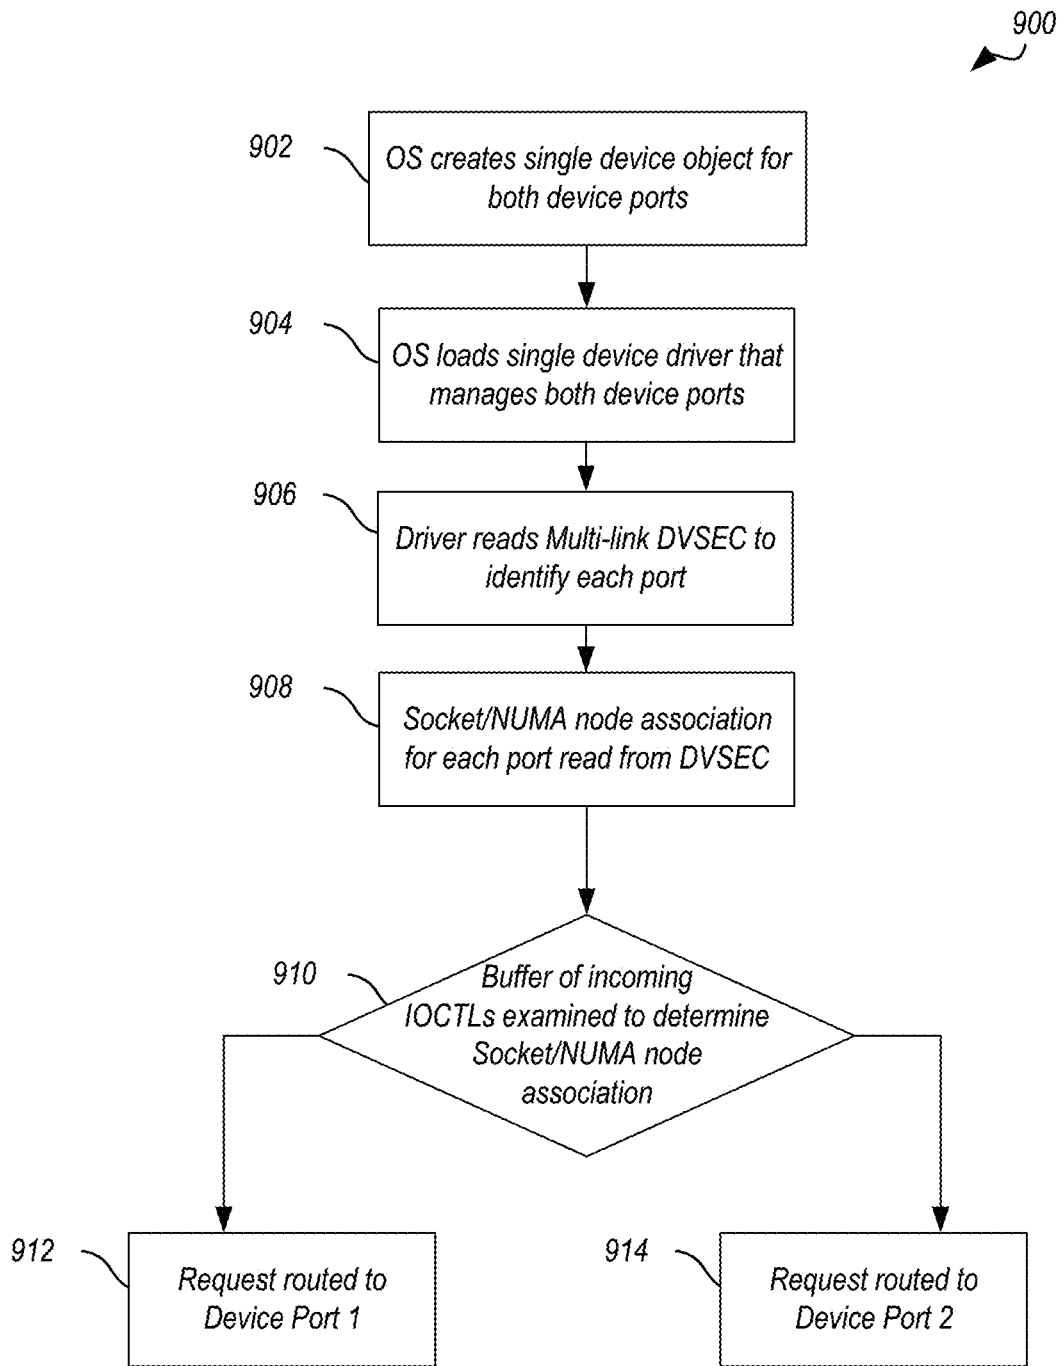 900
902
OS creates single device object for
both device ports
904
OS loads single device driver that
manages both device ports
906
Driver reads Multi-link DVSEC to
identify each port
908
Socket/NUMA node association
for each port read from DVSEC
910
Buffer of incoming
IOCTLs examined to determine
Socket/NUMA node
association
912
Request routed to
Device Port 1
914
Request routed to
Device Port 2